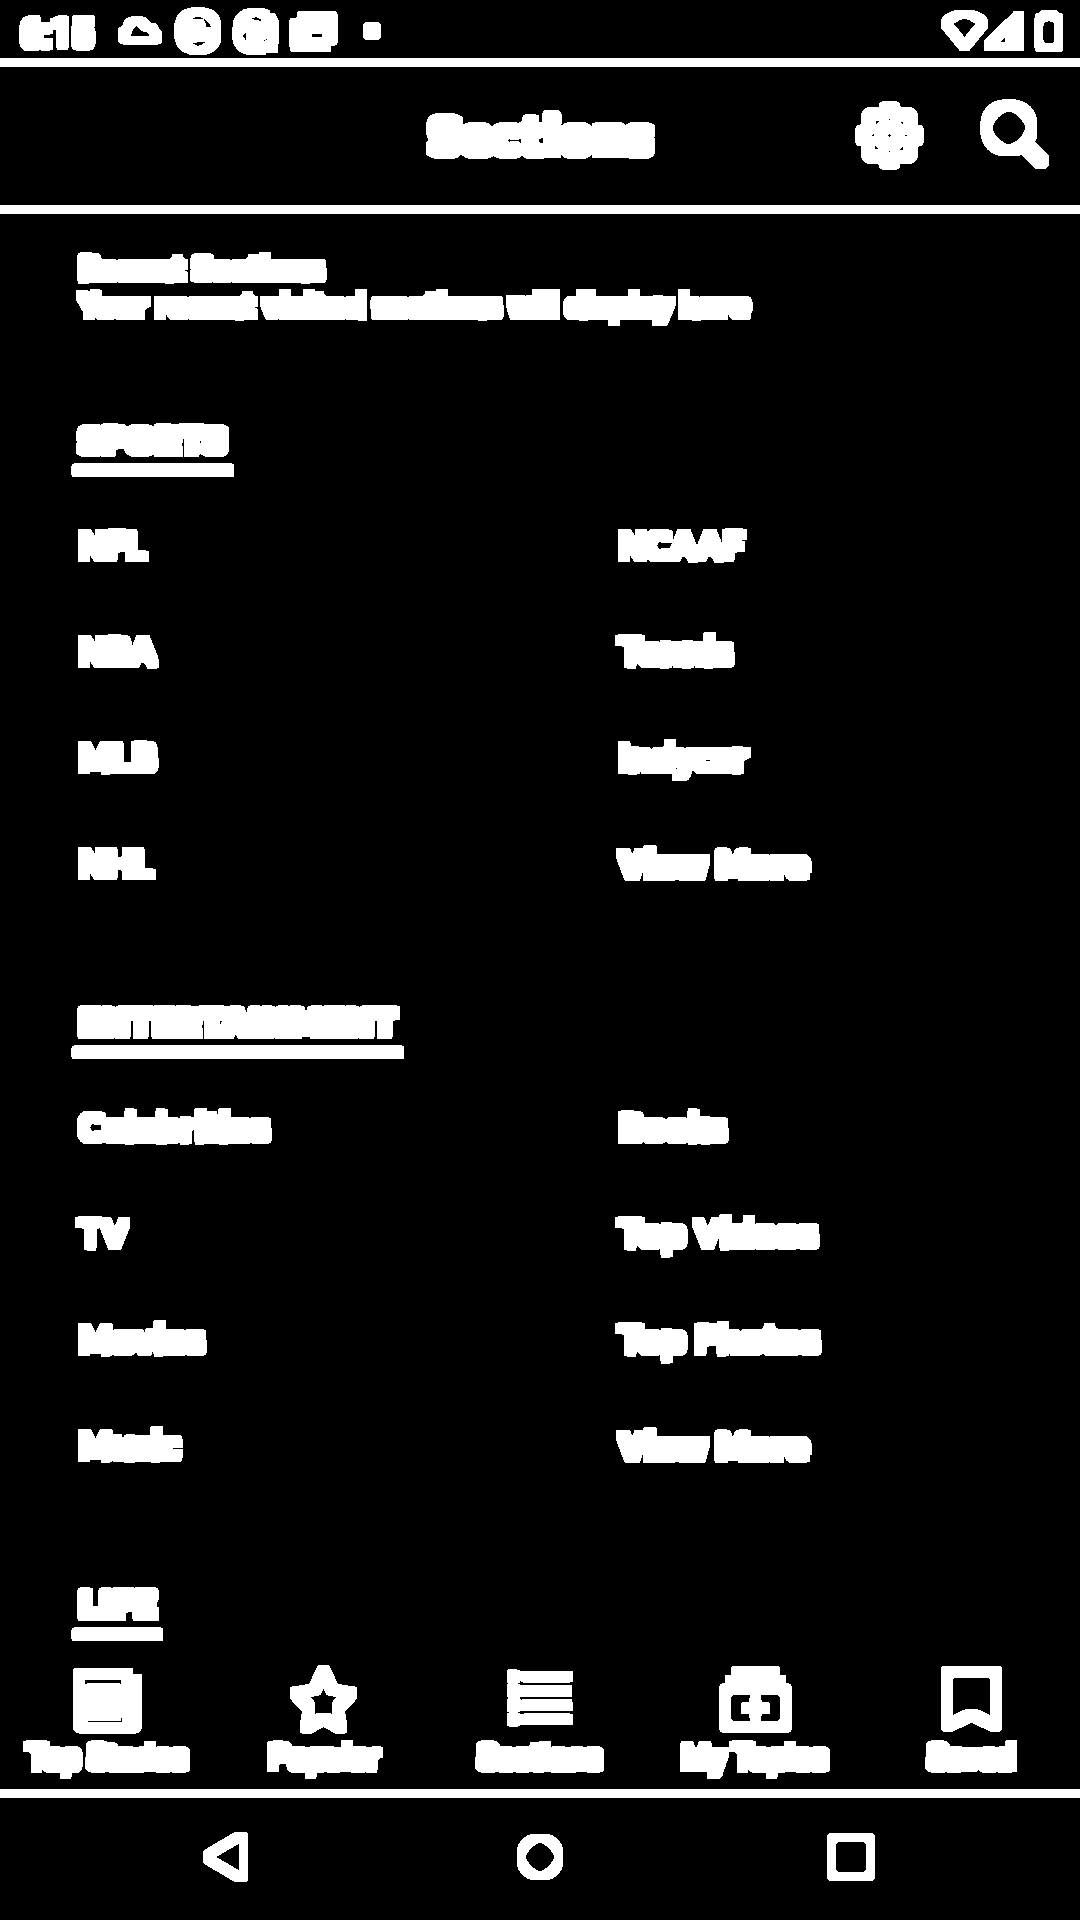 6:15
Sections
Recent Sections
Your recent visited sections will display here
SPORTS
NFL
NCAAF
NBA
Tennis
MLB
Indycar
NHL
View More
ENTERTAINMENT
Celebrities
Books
TV
Top Videos
Movies
Top Photos
Music
View More
LIFE
Top Stories
Popular
Sections
My Topics
Saved